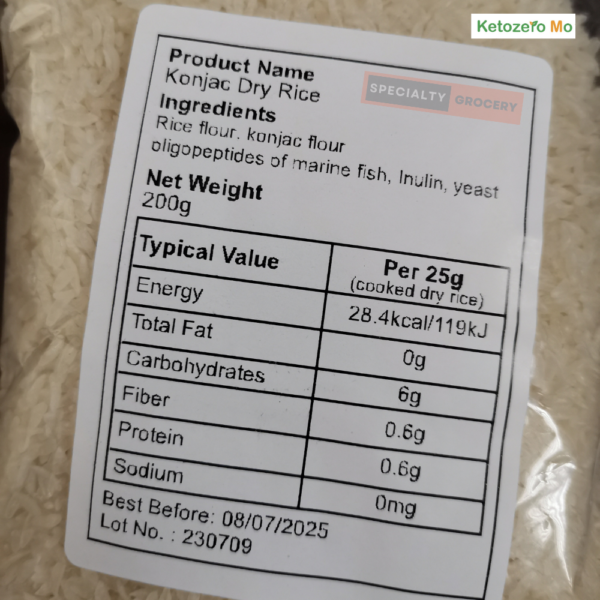 Ketozero Mo
Product Name
Konjac Dry Rice
SPECIALTY GROCERY
Ingredients
Rice flour. konjac flour
oligopeptides of marine fish, Inulin, yeast
Net Weight
200g
Typical Value Per 25g
(cooked dry rice)
Energy 28.4kcal/119kJ
Total Fat 0g
Carbohydrates 6g
Fiber 0.6g
Protein 0.6g
Sodium 0mg
Best Before: 08/07/2025
Lot No. : 230709